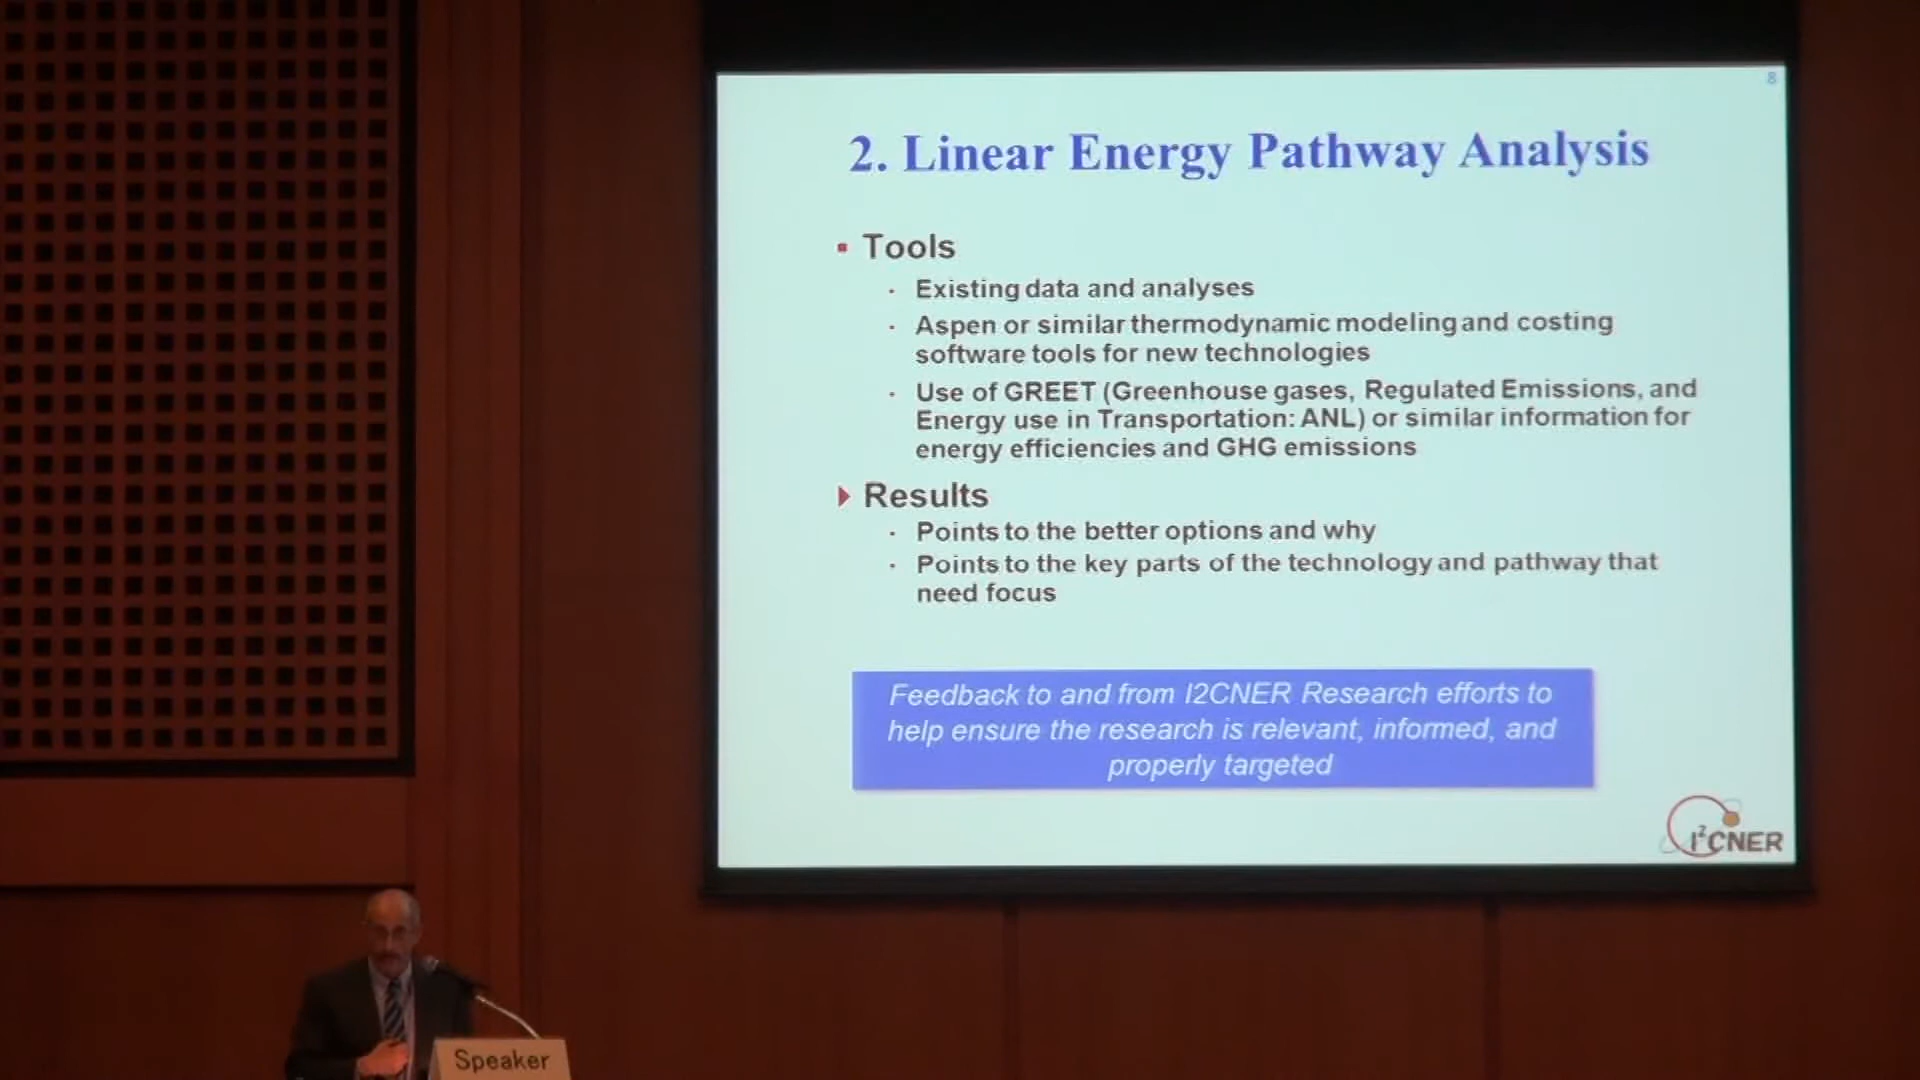 8
2. Linear Energy Pathway Analysis
Tools
Existing data and analyses
Aspen or similar thermodynamic modeling and costing
software tools for new technologies
Use of GREET (Greenhouse gases, Regulated Emissions, and
Energy use in Transportation: ANL) or similar information for
energy efficiencies and GHG emissions
Results
Points to the better options and why
Points to the key parts of the technology and pathway that
need focus
Feedback to and from I2CNER Research efforts to
help ensure the research is relevant, informed, and
properly targeted
I²CNER
Speaker